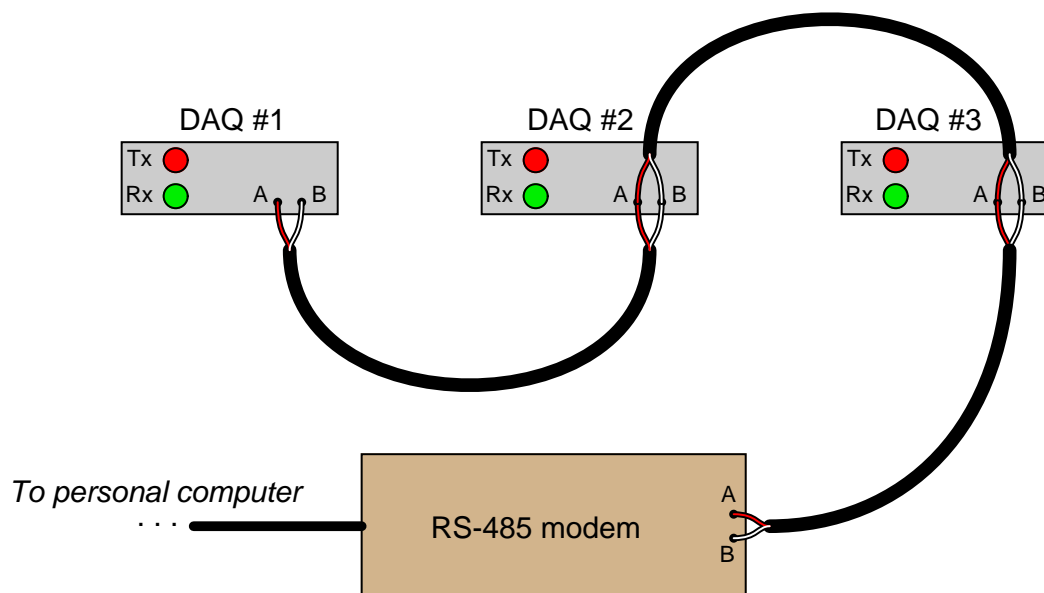 DAQ #1
DAQ #2
DAQ #3
Tx
Rx
A
B
Tx
Rx
A
B
Tx
Rx
A
B
To personal computer
. . .
RS-485 modem
A
B